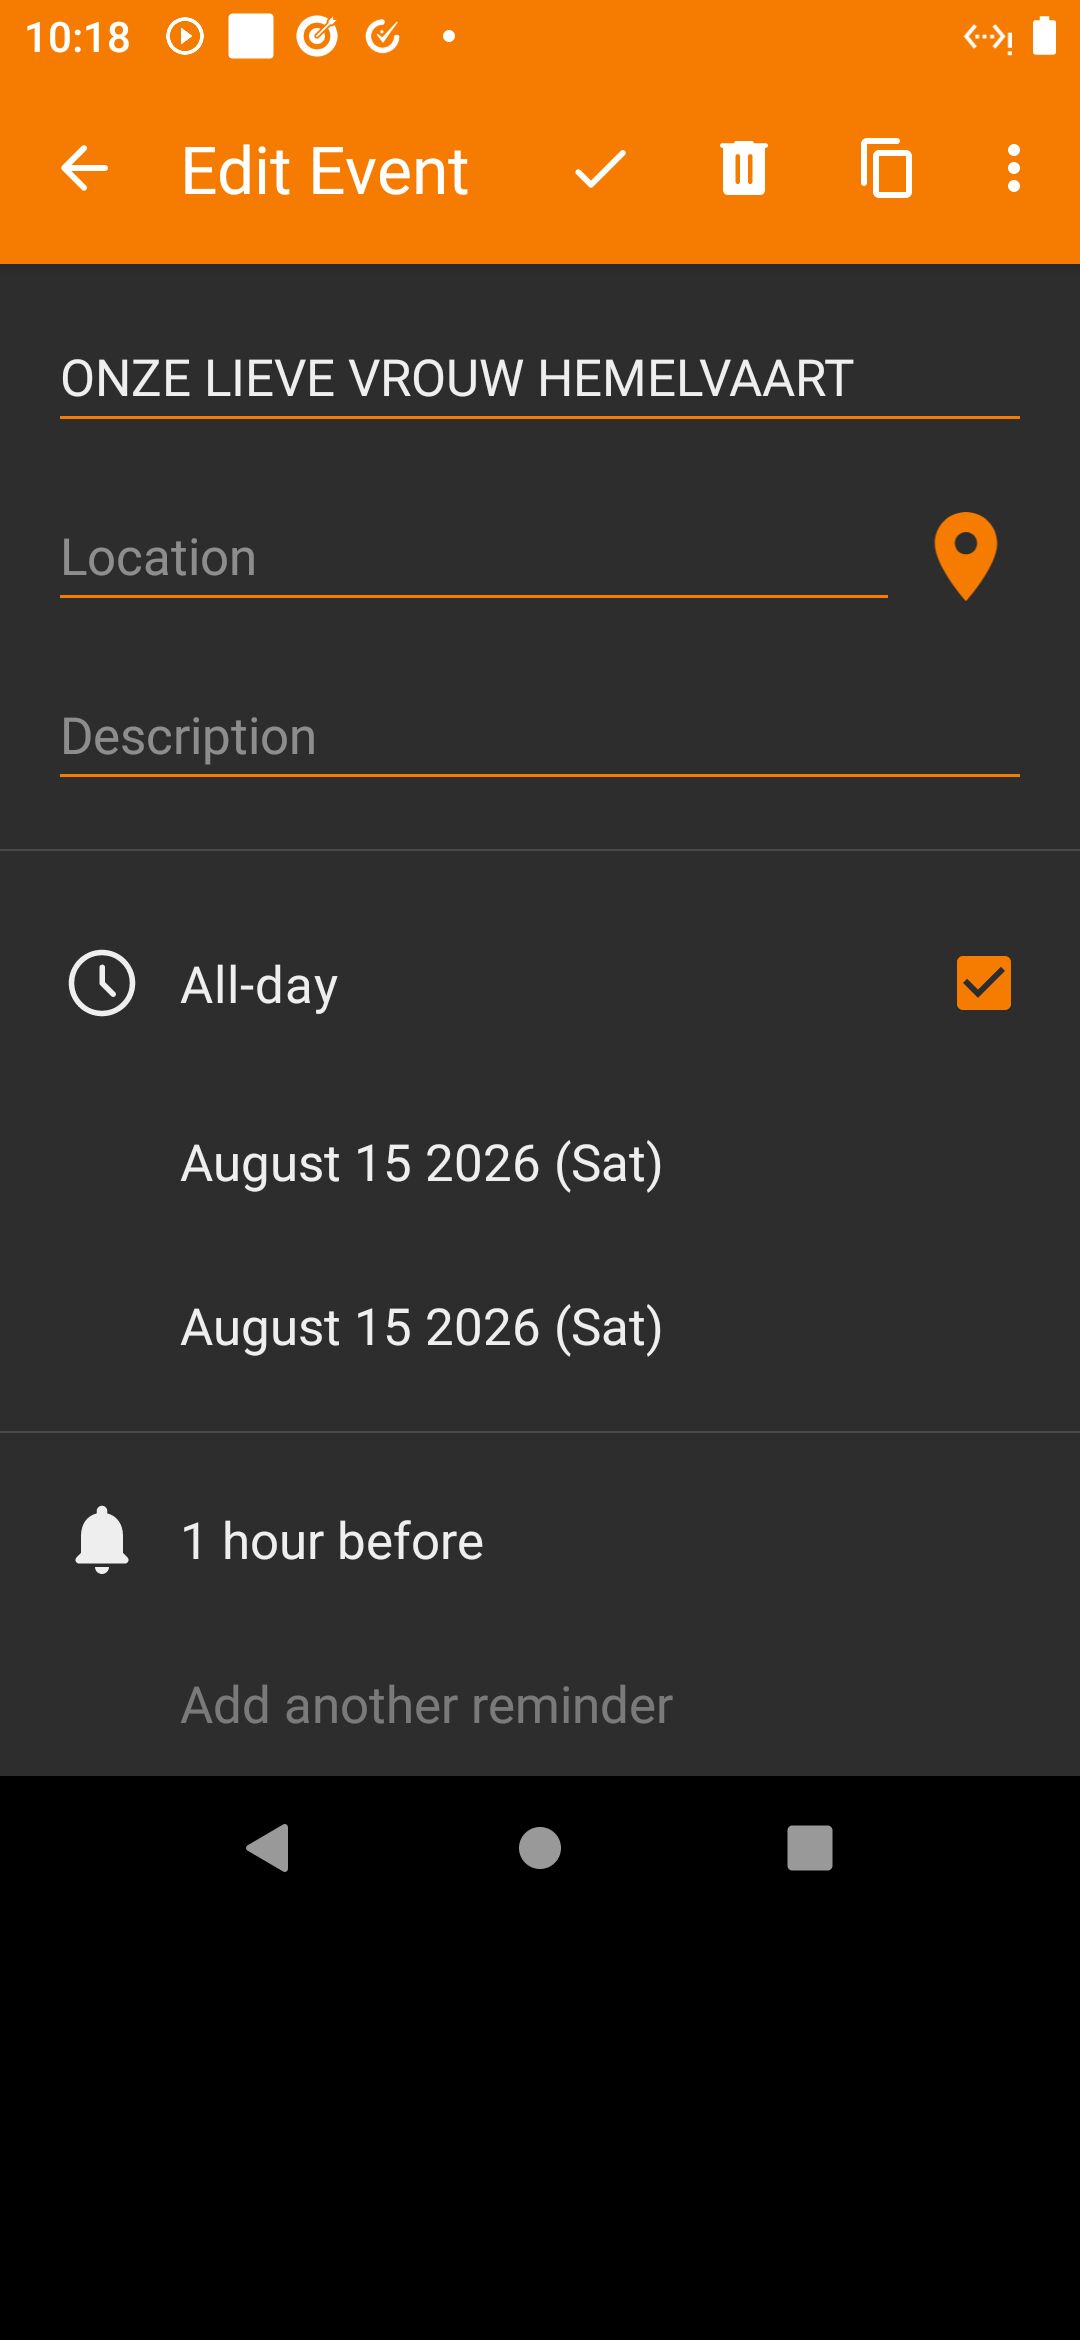 10:18
Edit Event
ONZE LIEVE VROUW HEMELVAART
Location
Description
All-day
August 15 2026 (Sat)
August 15 2026 (Sat)
1 hour before
Add another reminder